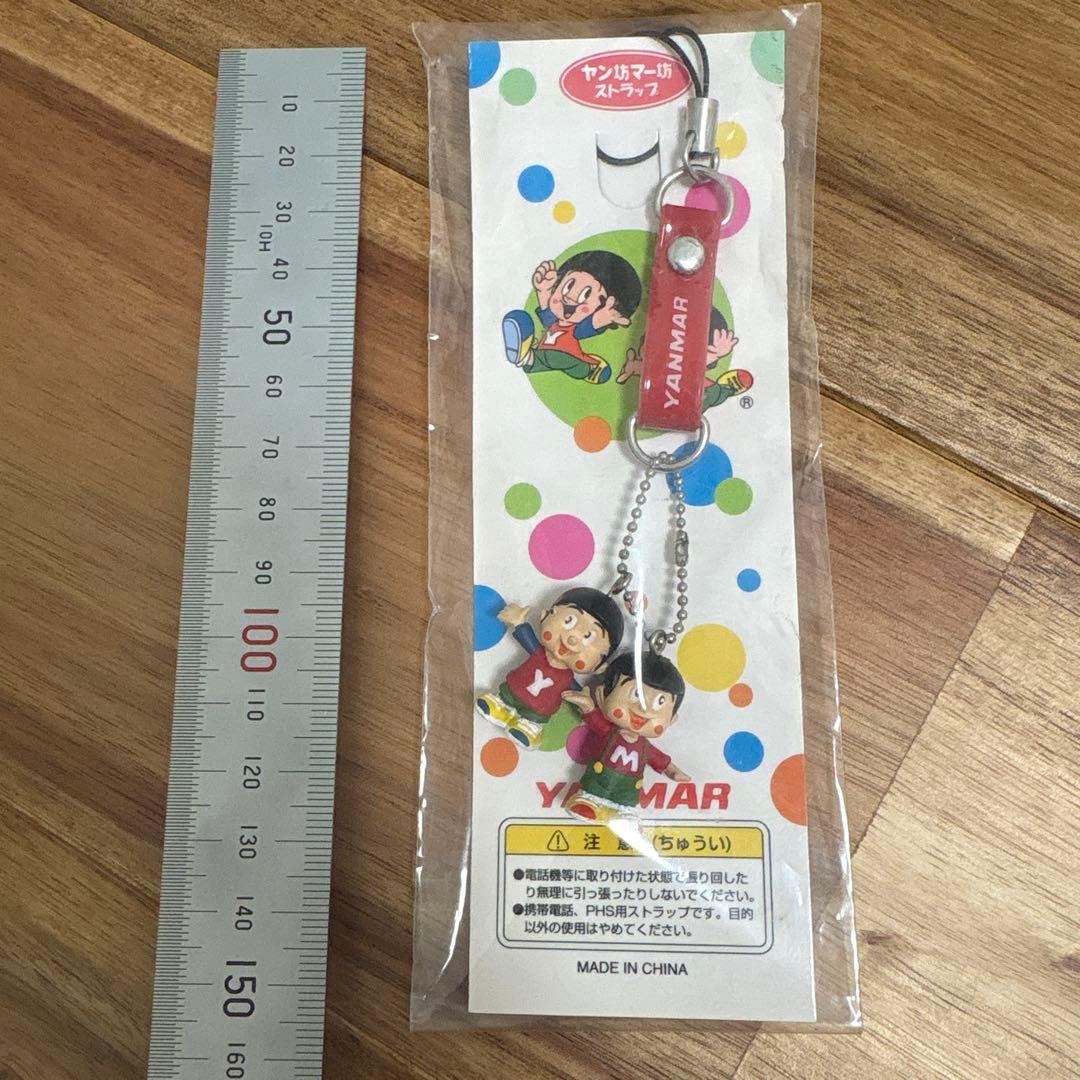 10
20
30
10H
40
50
60
70
80
90
100
110
120
130
140
150
160
ヤン坊マー坊
ストラップ
Y
YANMAR
®
Y
M
MAR
注 (ちゅうい)
●電話機等に取り付けた状態で振り回した
り無理に引っ張ったりしないでください。
●携帯電話、PHS用ストラップです。目的
以外の使用はやめてください。
MADE IN CHINA